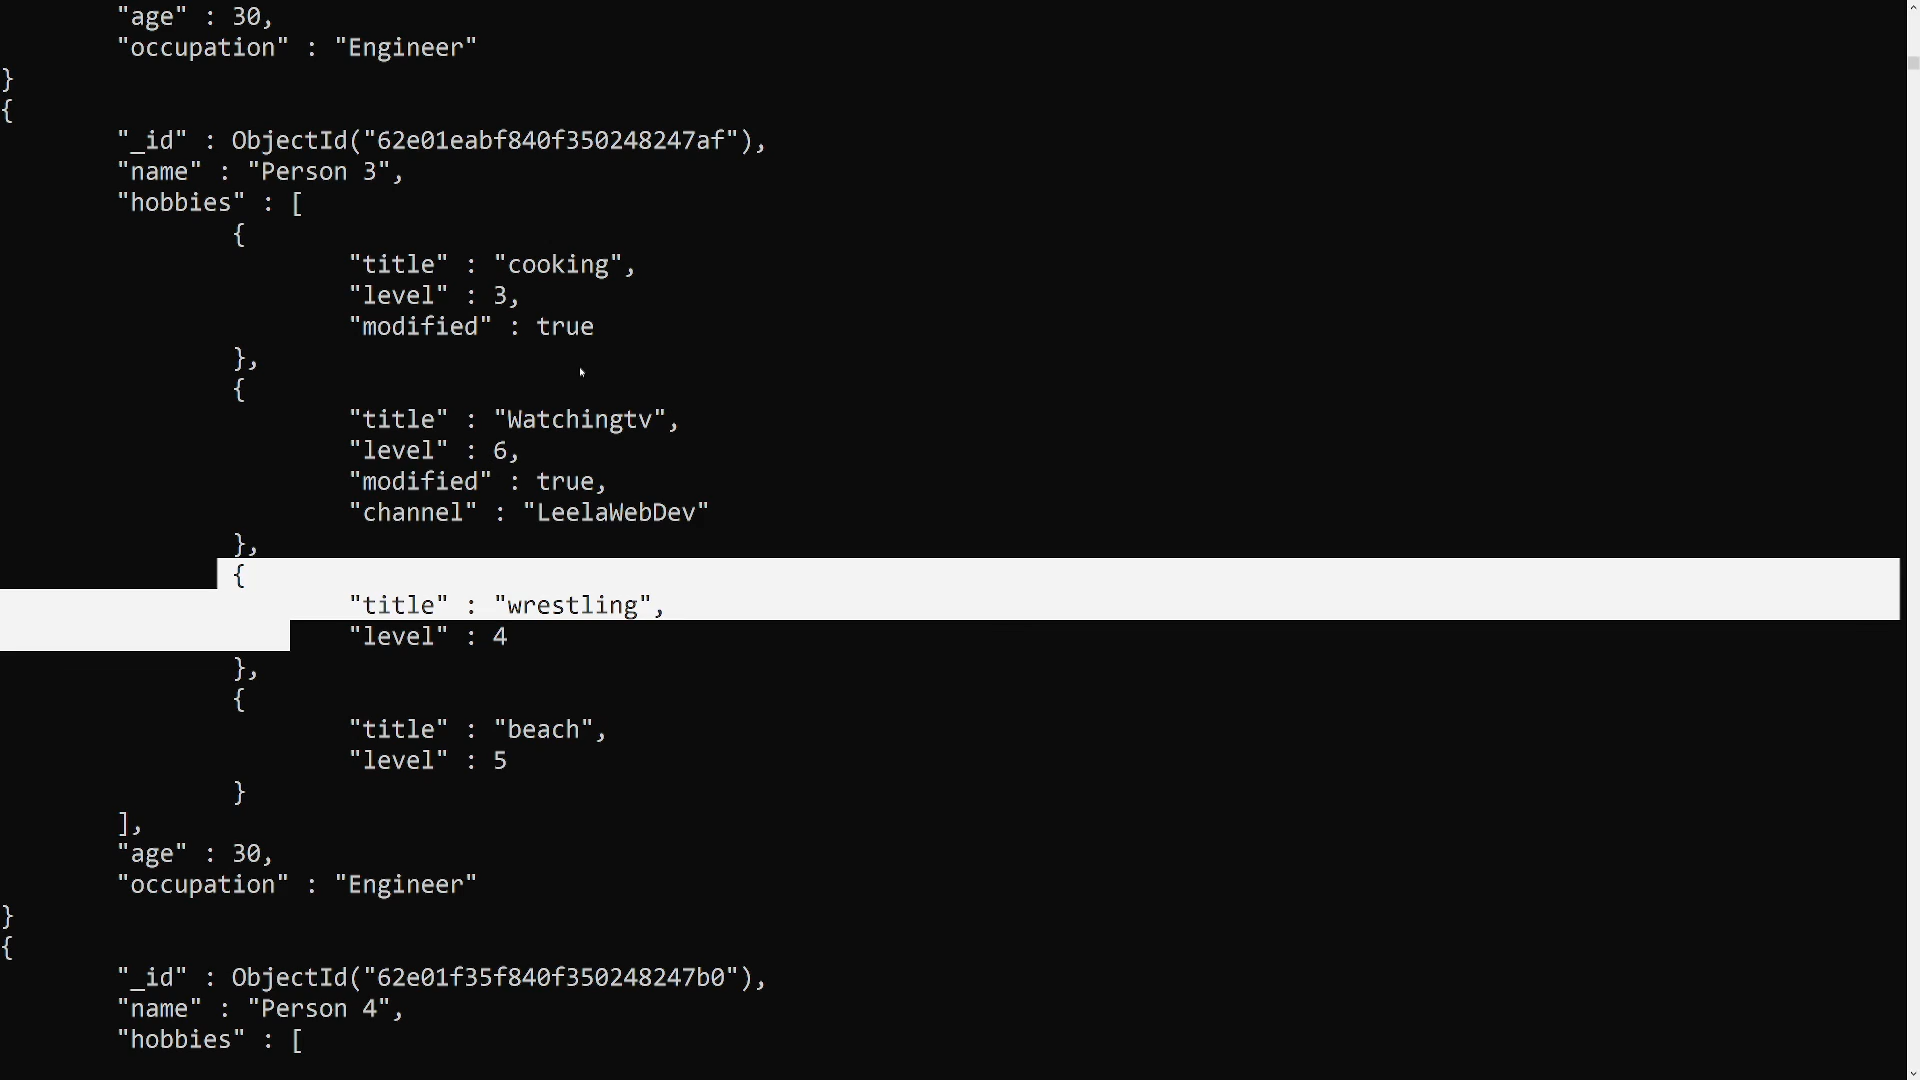 "age" : 30,
"occupation" : "Engineer"
}
{
"_id" : ObjectId("62e01eabf840f350248247af"),
"name" : "Person 3",
"hobbies" : [
{
"title" : "cooking",
"level" : 3,
"modified" : true
},
{
"title" : "Watchingtv",
"level" : 6,
"modified" : true,
"channel" : "LeelaWebDev"
},
{
"title" : "wrestling",
"level" : 4
},
{
"title" : "beach",
"level" : 5
}
],
"age" : 30,
"occupation" : "Engineer"
}
{
"_id" : ObjectId("62e01f35f840f350248247b0"),
"name" : "Person 4",
"hobbies" : [